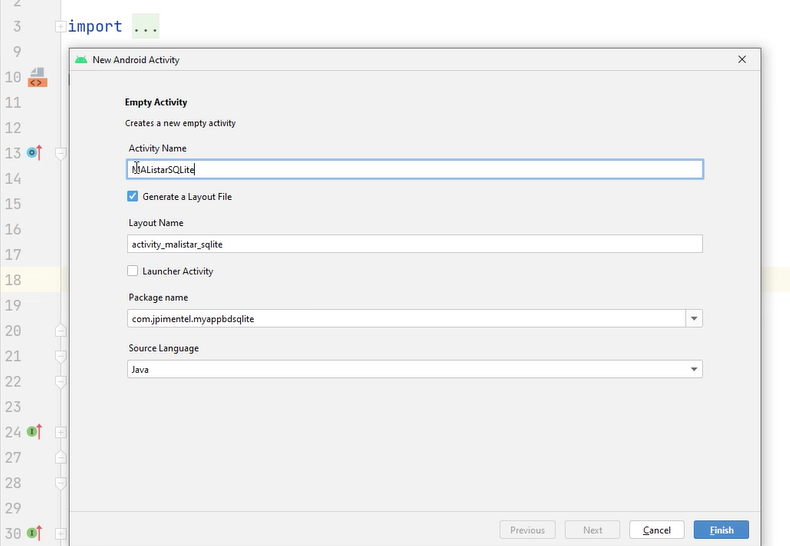 2
3 import ...
9
10 <>
New Android Activity
11
Empty Activity
12
Creates a new empty activity
13
Activity Name
14
MAListarSQLite
15
Generate a Layout File
16
Layout Name
17
activity_malistar_sqlite
18
Launcher Activity
19
Package name
com.jpimentel.myappbdsqlite
20
21
Source Language
22
Java
23
24
27
28
29
30
Previous Next Cancel Finish